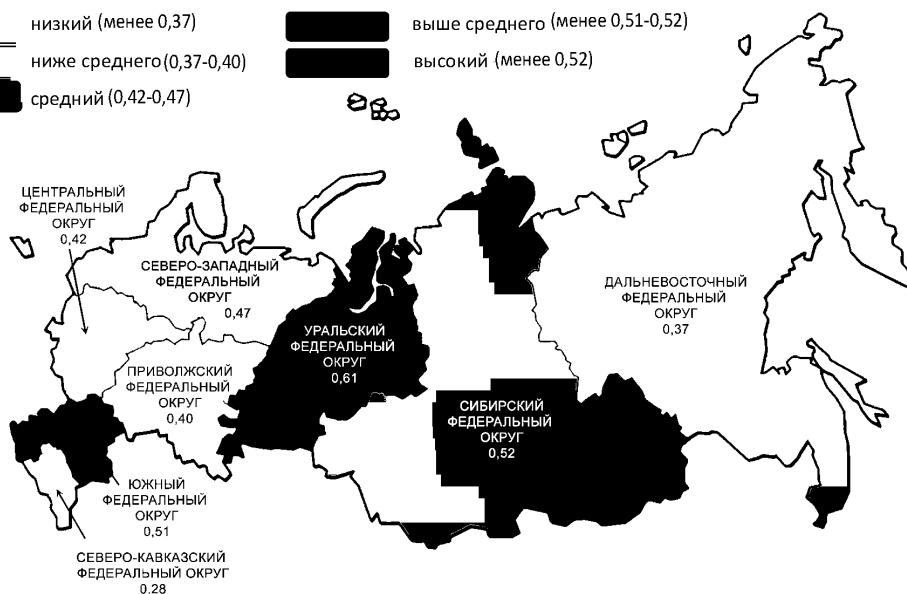 низкий (менее 0,37)
ниже среднего (0,37-0,40)
средний (0,42-0,47)
выше среднего (менее 0,51-0,52)
высокий (менее 0,52)
ЦЕНТРАЛЬНЫЙ
ФЕДЕРАЛЬНЫЙ
ОКРУГ
0,42
СЕВЕРО-ЗАПАДНЫЙ
ФЕДЕРАЛЬНЫЙ
ОКРУГ
0,47
УРАЛЬСКИЙ
ФЕДЕРАЛЬНЫЙ
ОКРУГ
0,61
ДАЛЬНЕВОСТОЧНЫЙ
ФЕДЕРАЛЬНЫЙ
ОКРУГ
0,37
ПРИВОЛЖСКИЙ
ФЕДЕРАЛЬНЫЙ
ОКРУГ
0,40
СИБИРСКИЙ
ФЕДЕРАЛЬНЫЙ
ОКРУГ
0,52
ЮЖНЫЙ
ФЕДЕРАЛЬНЫЙ
ОКРУГ
0,51
СЕВЕРО-КАВКАЗСКИЙ
ФЕДЕРАЛЬНЫЙ ОКРУГ
0.28